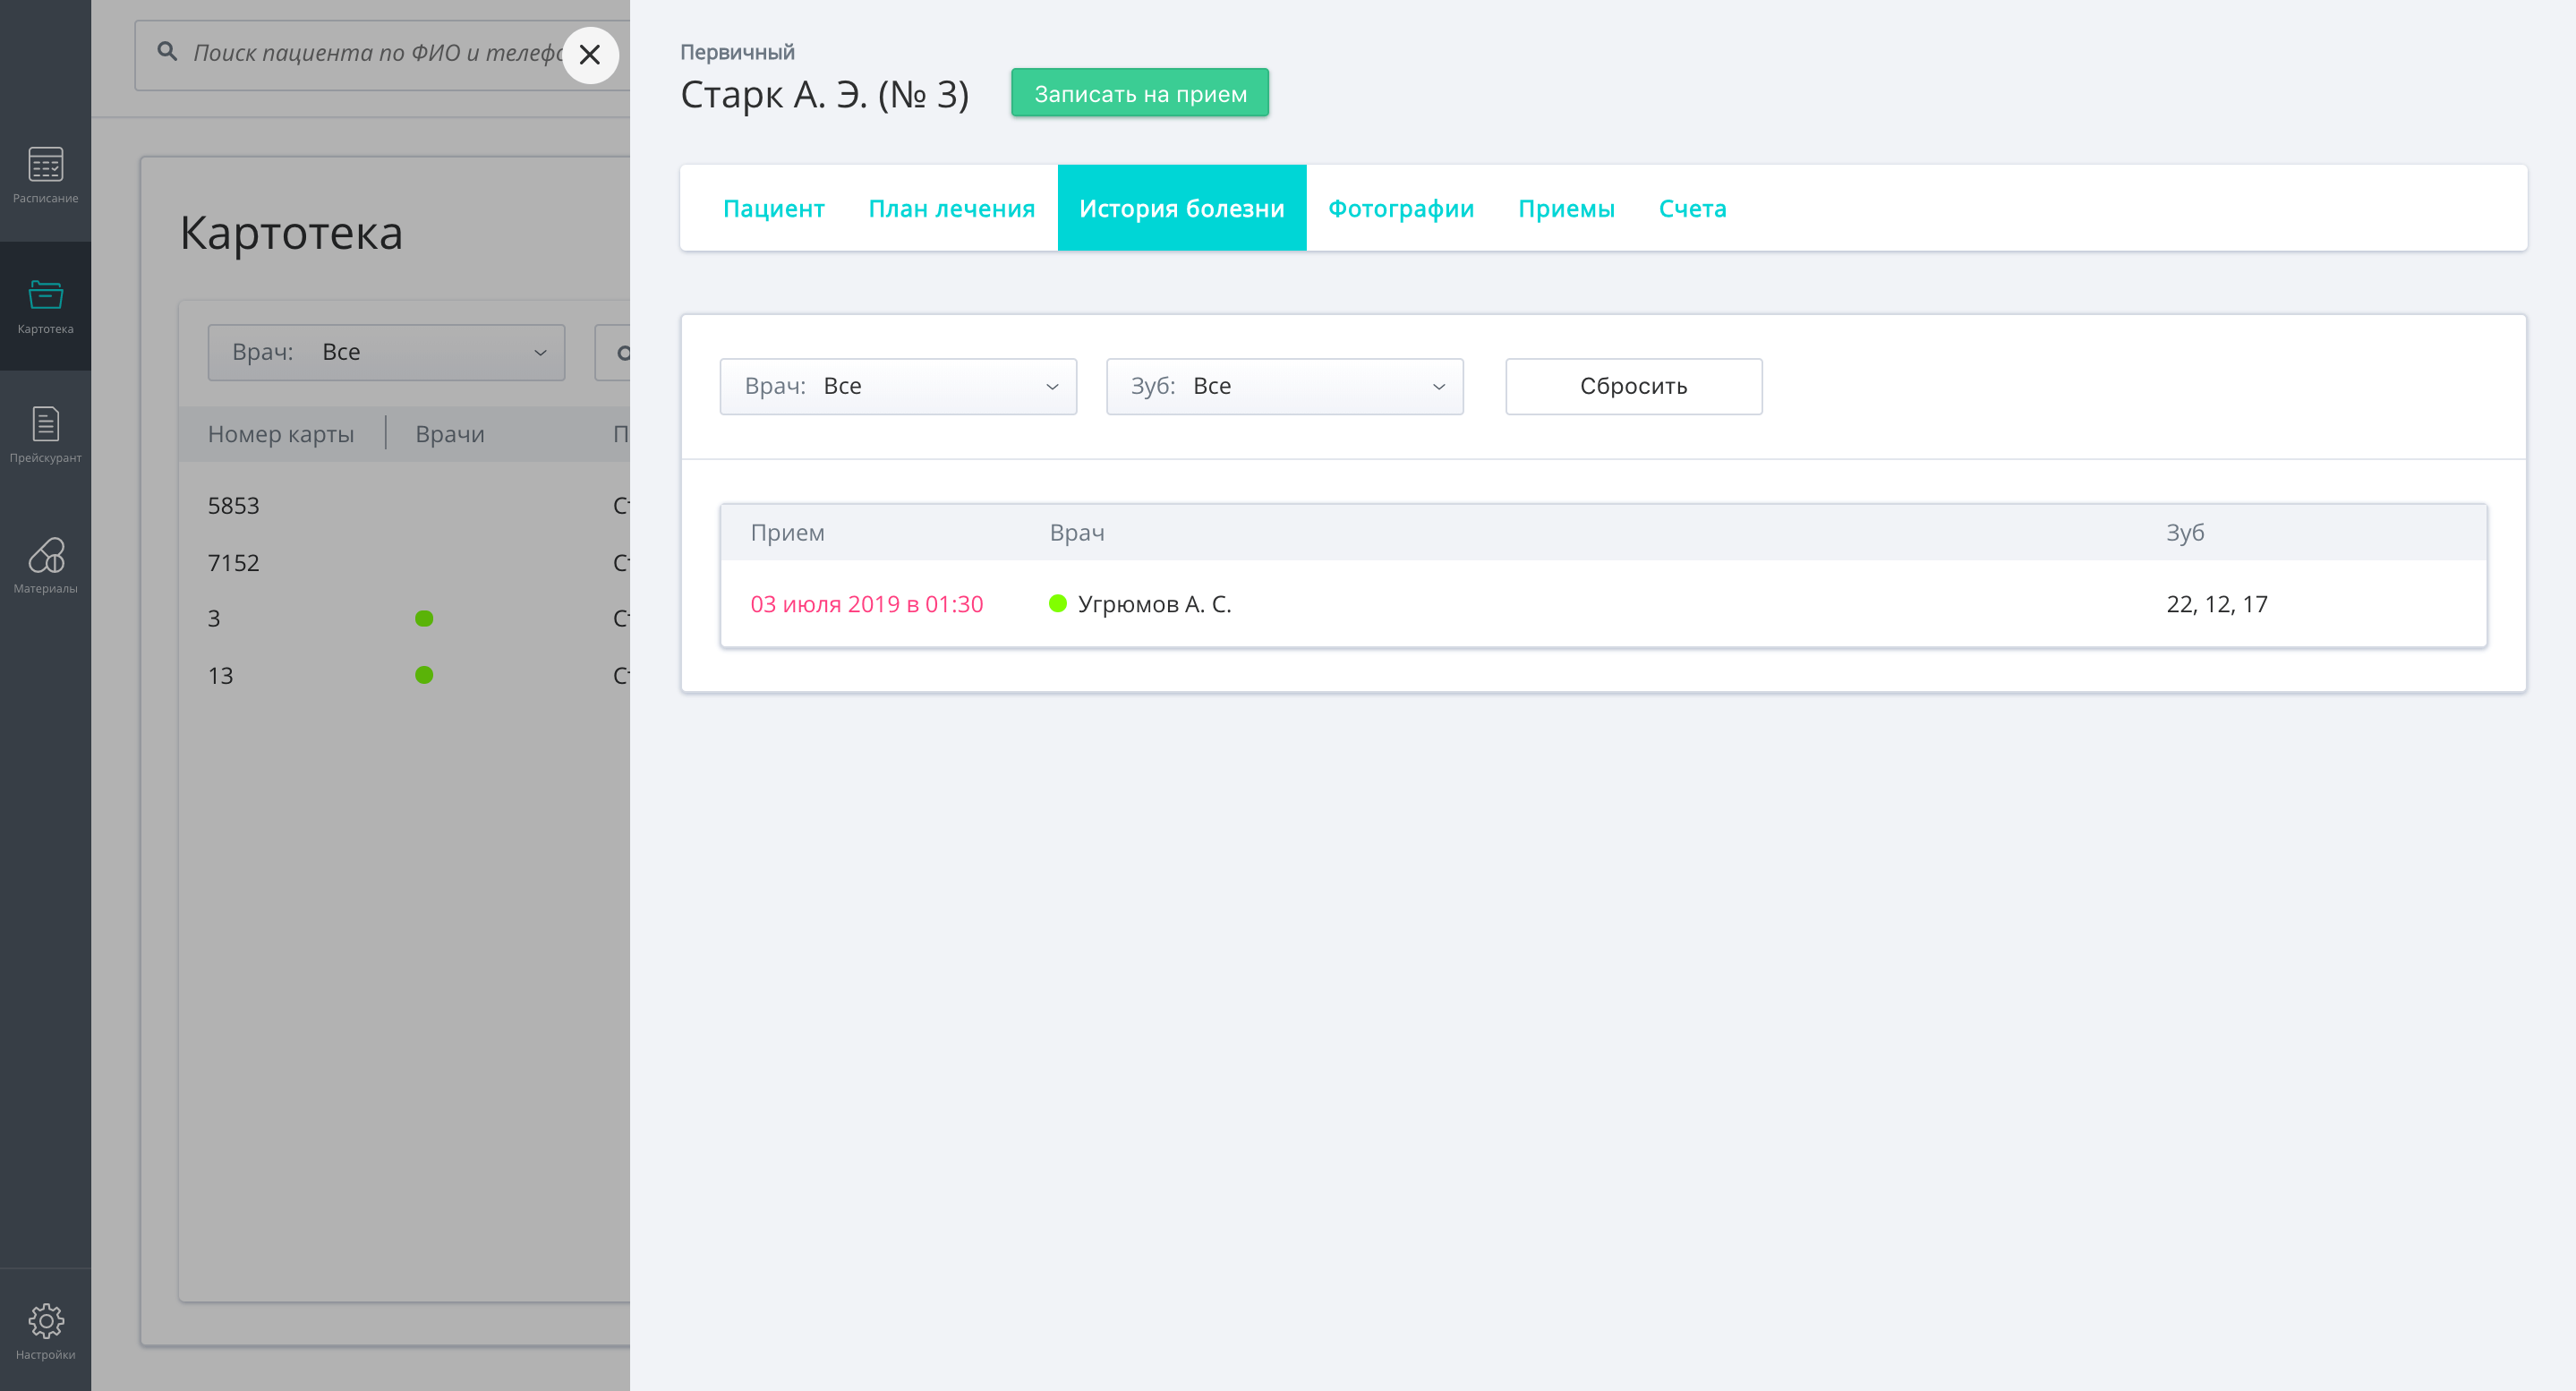 Расписание
Картотека
Прейскурант
Материалы
Настройки
Поиск пациента по ФИО и
Картотека
Врач: Все
Номер карты Врачи
5853
7152
3
13
Первичный
Старк А. Э. (№ 3) Записать на прием
Пациент План лечения История болезни Фотографии Приемы Счета
Врач: Все Зуб: Все Сбросить
Прием Врач Зуб
03 июля 2019 в 01:30 Угрюмов А. С. 22, 12, 17